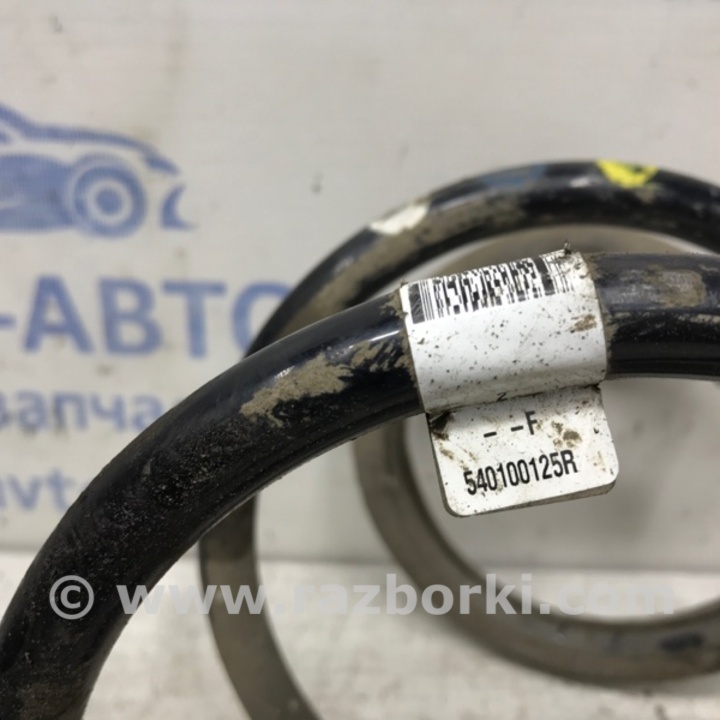 -АВТО
запча
avt
- -F
540100125R
© www.razborki.com